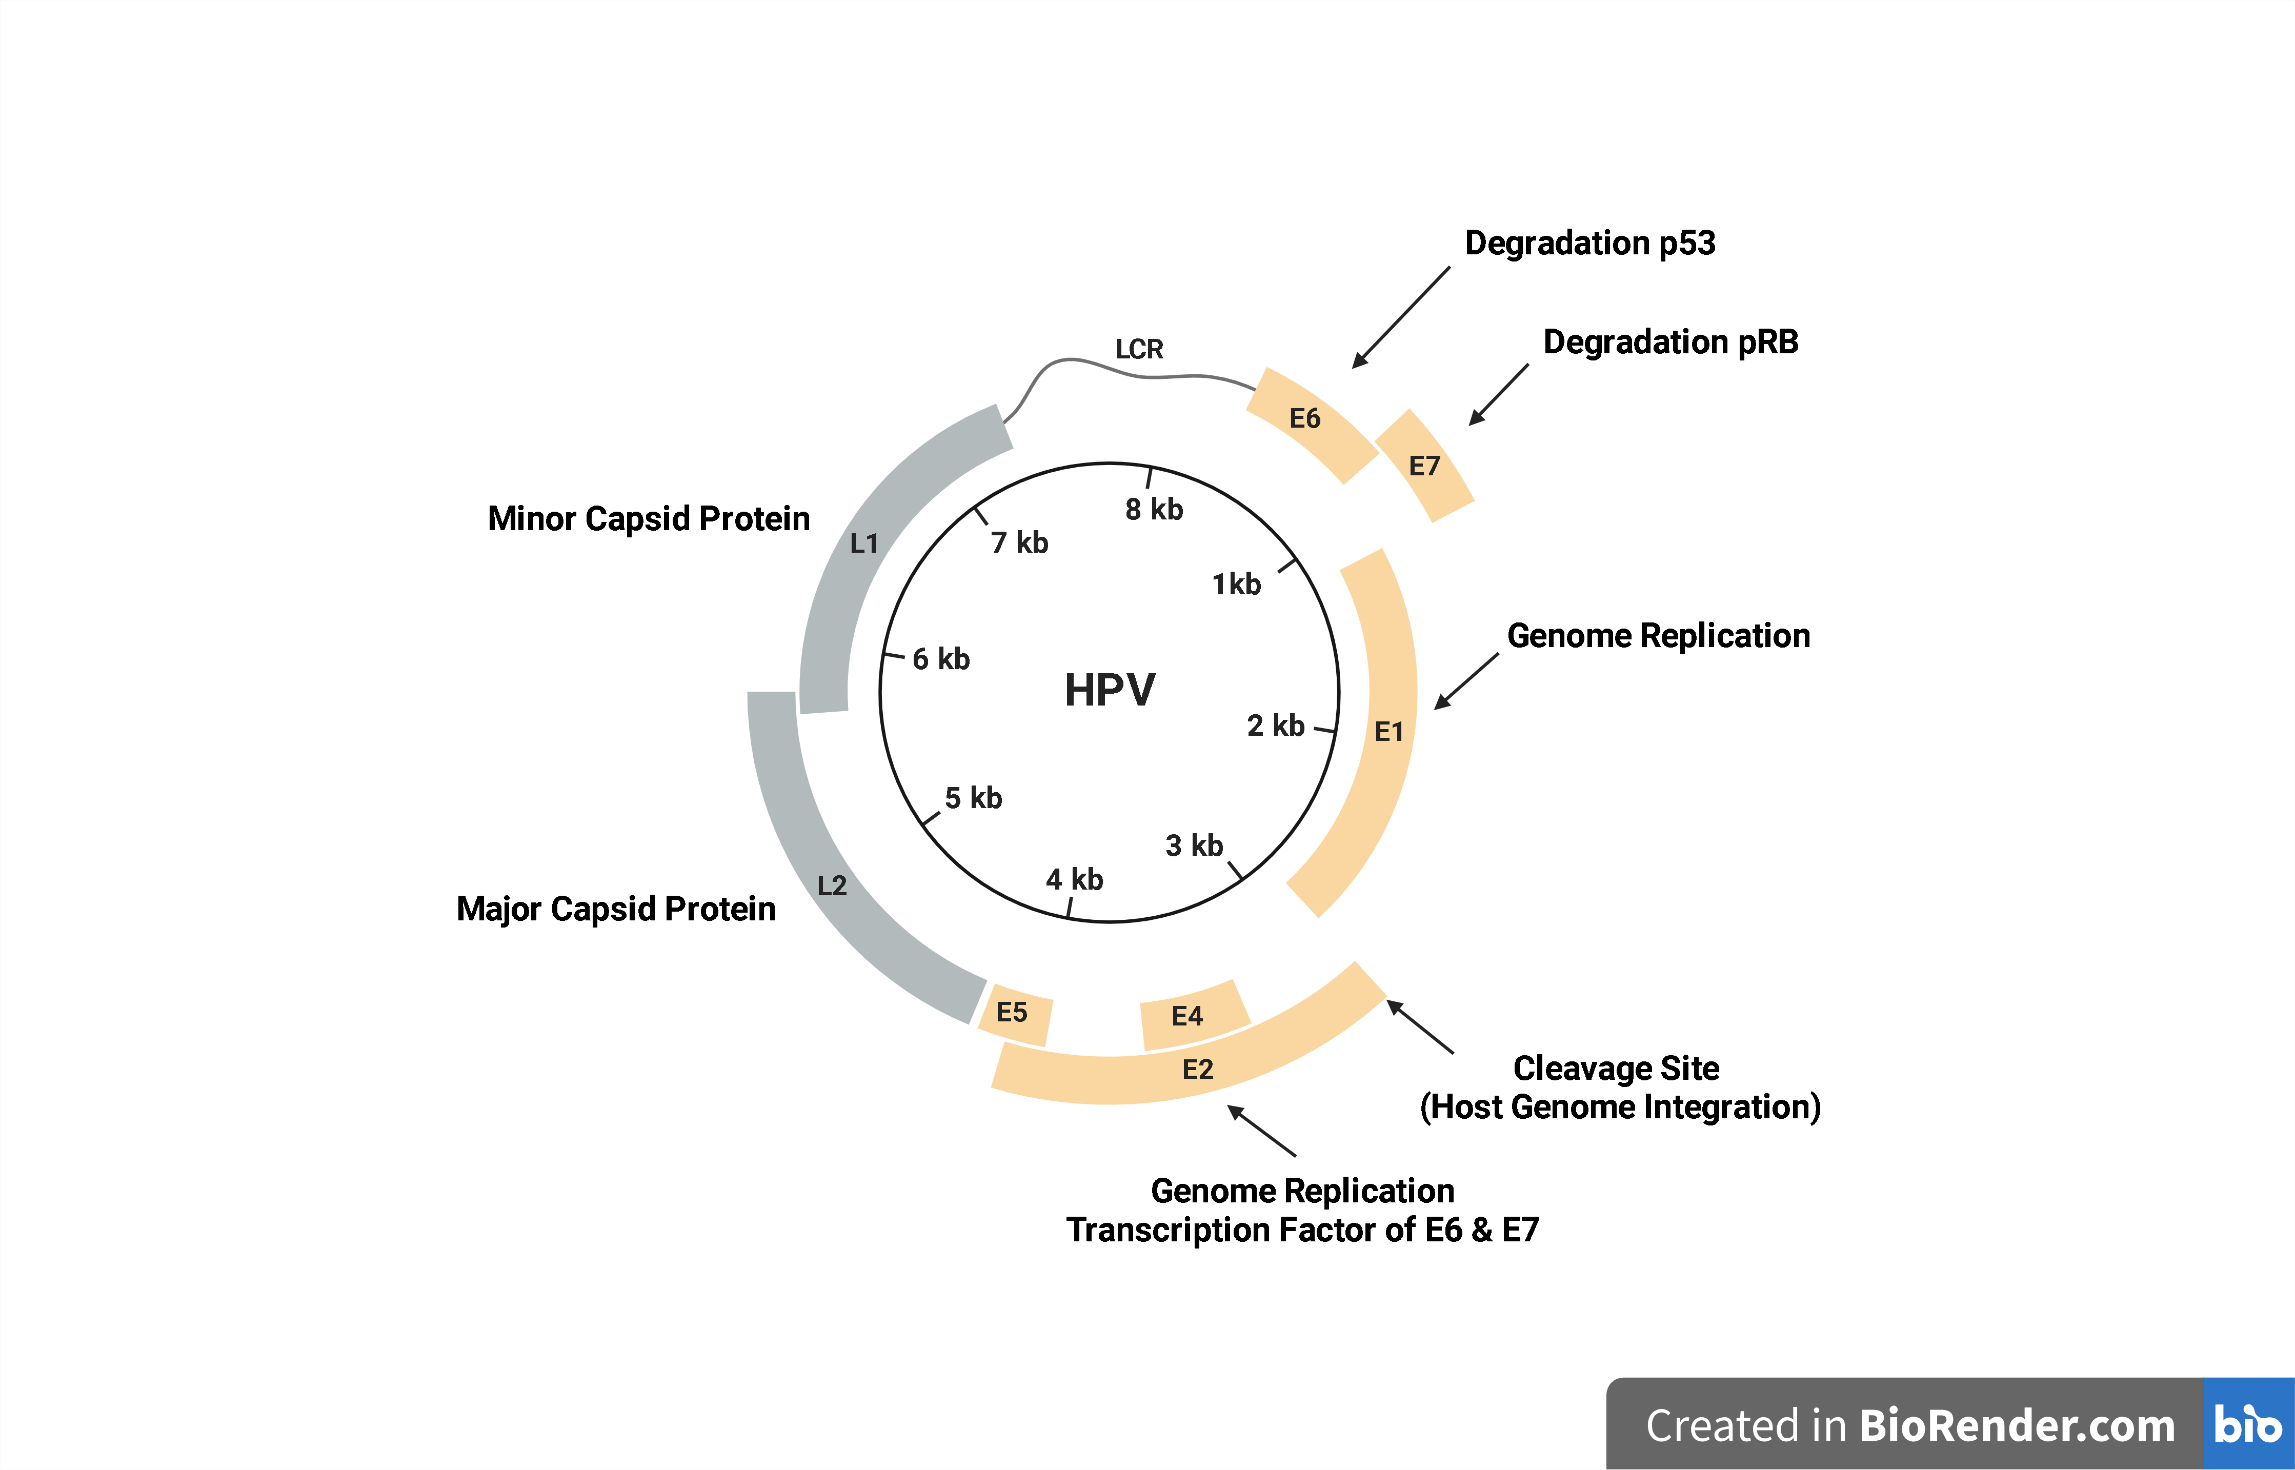 Degradation p53
Degradation pRB
LCR
E6
E7
8 kb
Minor Capsid Protein
L1
7 kb
1kb
Genome Replication
6 kb
HPV
2 kb
E1
5 kb
3 kb
4 kb
L2
Major Capsid Protein
E5
E4
E2
Cleavage Site
(Host Genome Integration)
Genome Replication
Transcription Factor of E6 & E7
Created in BioRender.com bio